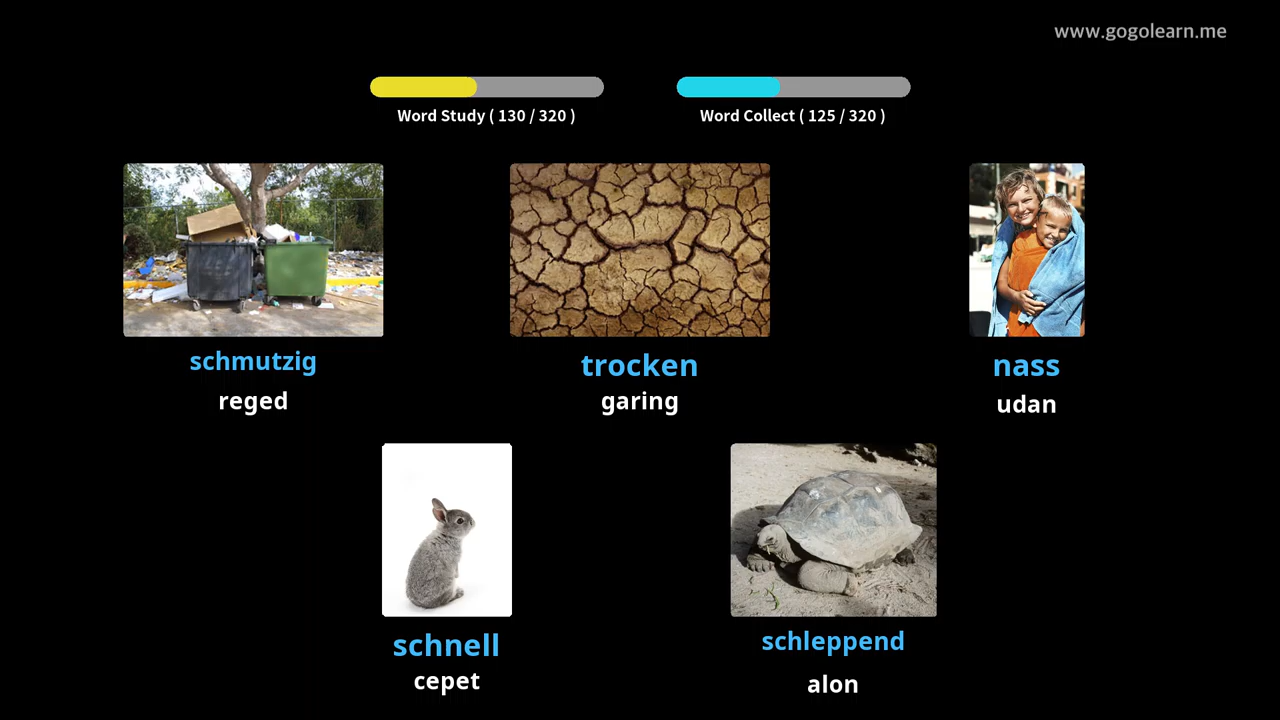 www.gogolearn.me
Word Study ( 130 / 320 )
Word Collect ( 125 / 320 )
schmutzig
reged
trocken
garing
nass
udan
schnell
cepet
schleppend
alon